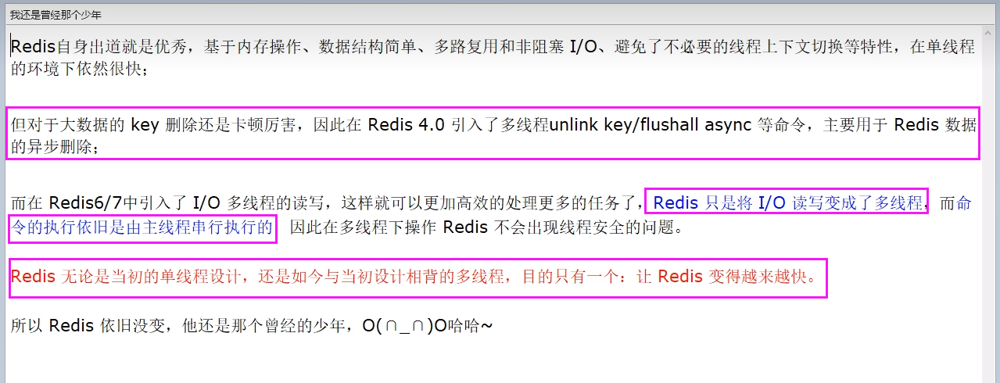 我还是曾经那个少年
Redis自身出道就是优秀，基于内存操作、数据结构简单、多路复用和非阻塞 I/O、避免了不必要的线程上下文切换等特性，在单线程
的环境下依然很快；
但对于大数据的 key 删除还是卡顿厉害，因此在 Redis 4.0 引入了多线程unlink key/flushall async 等命令，主要用于 Redis 数据
的异步删除；
而在 Redis6/7中引入了 I/O 多线程的读写，这样就可以更加高效的处理更多的任务了，Redis 只是将 I/O 读写变成了多线程，而命
令的执行依旧是由主线程串行执行的 因此在多线程下操作 Redis 不会出现线程安全的问题。
Redis 无论是当初的单线程设计，还是如今与当初设计相背的多线程，目的只有一个：让 Redis 变得越来越快。
所以 Redis 依旧没变，他还是那个曾经的少年，O(∩_∩)O哈哈~